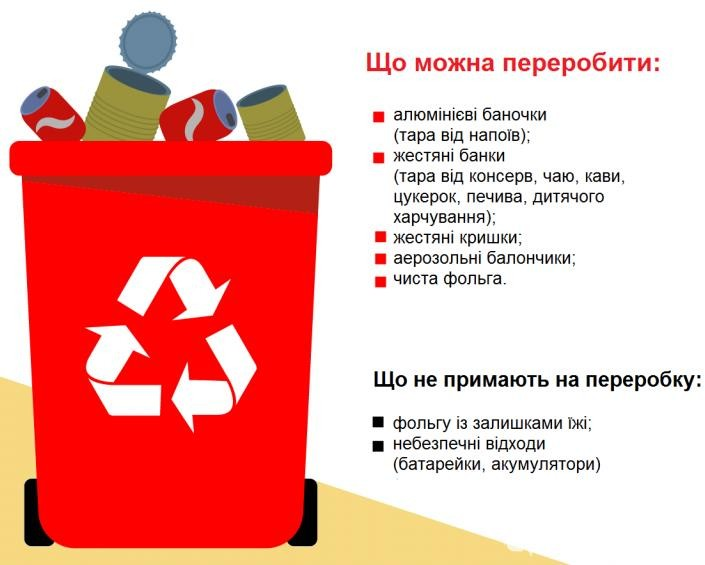 Що можна переробити:
алюмінієві баночки
(тара від напоїв);
жестяні банки
(тара від консерв, чаю, кави,
цукерок, печива, дитячого
харчування);
жестяні кришки;
аерозольні балончики;
чиста фольга.
Що не примають на переробку:
фольгу із залишками їжі;
небезпечні відходи
(батарейки, акумулятори)